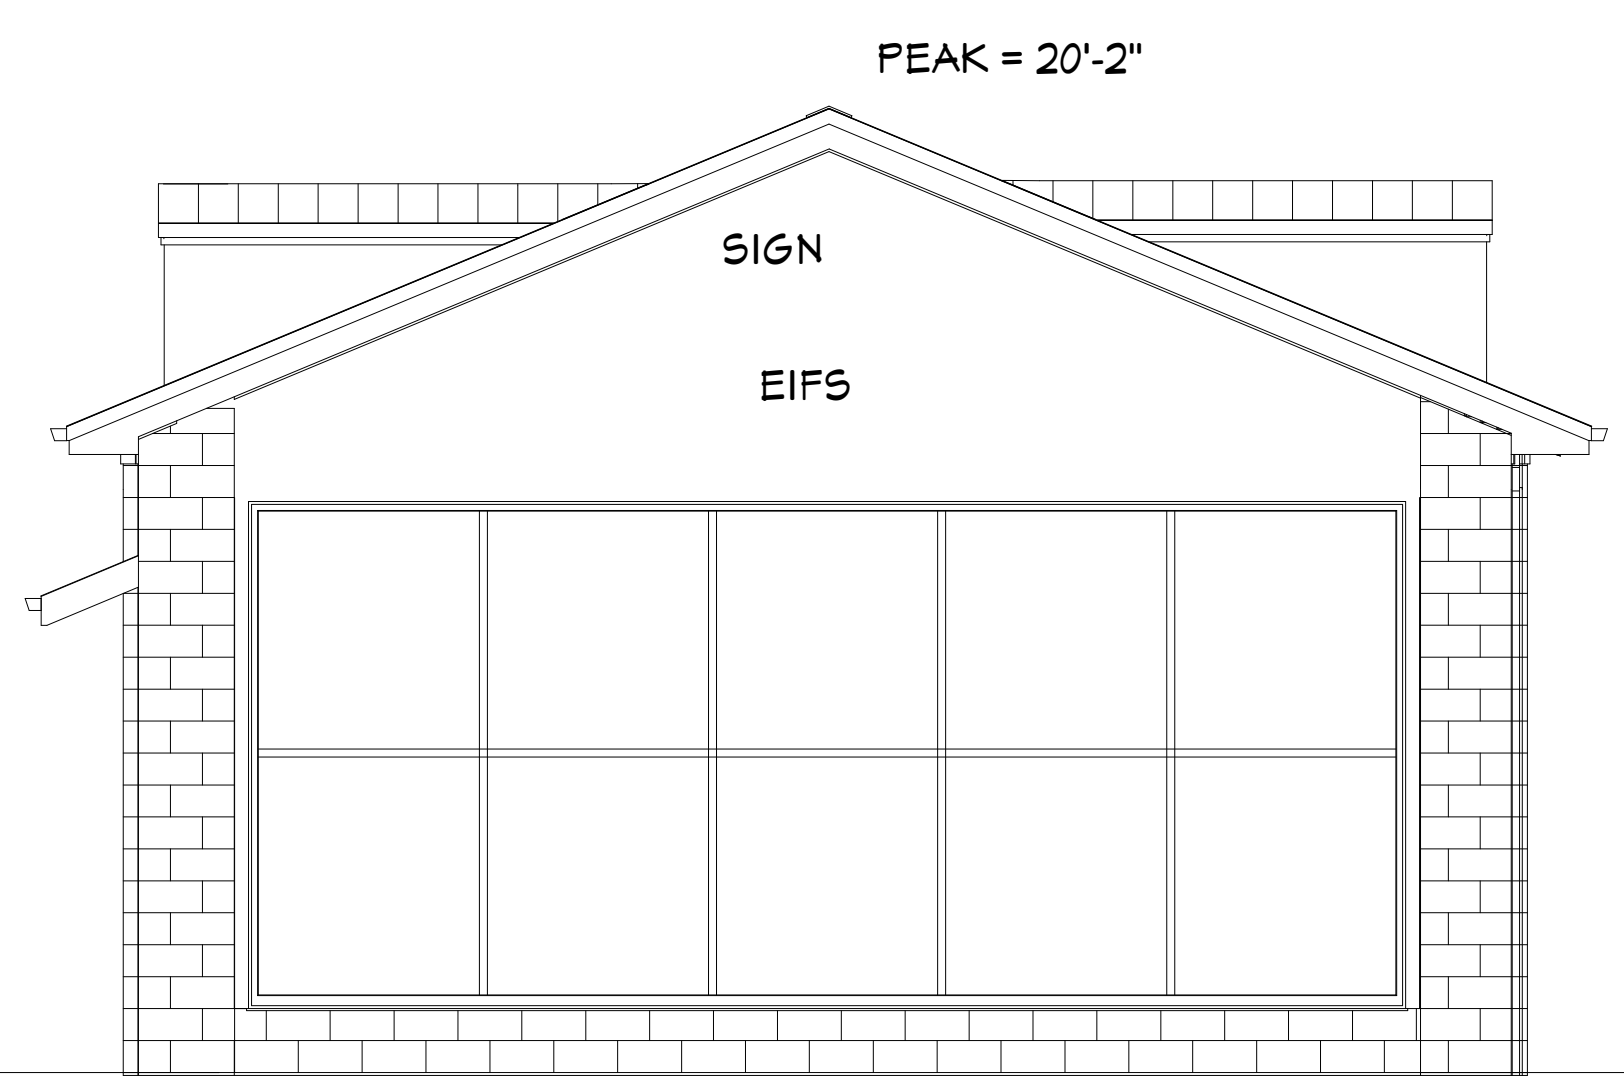 PEAK = 20'-2"
SIGN
EIFS